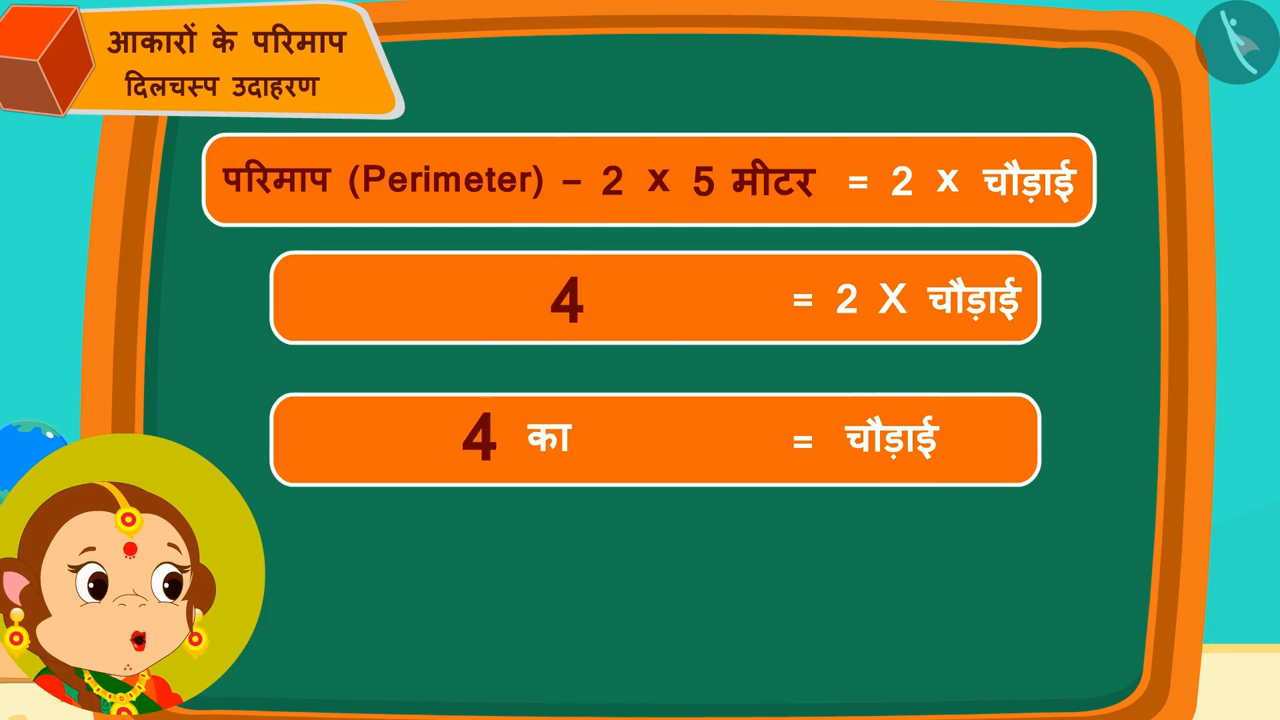 आकारों के परिमाप
दिलचस्प उदाहरण
परिमाप (Perimeter) – 2 x 5 मीटर = 2 x चौड़ाई
4 = 2 X चौड़ाई
4 का = चौड़ाई